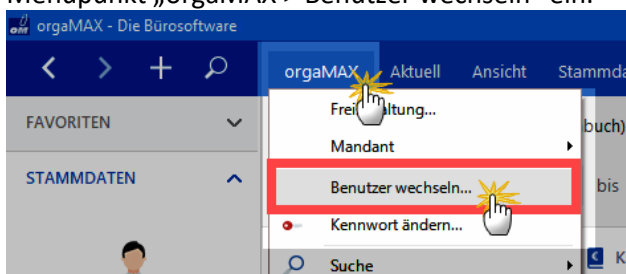 Menüpunkt „orgaMAX > Benutzer wechseln“ ein.
orgaMAX - Die Bürosoftware
orgaMAX Aktuell Ansicht Stammda
FAVORITEN
Mandant
buch)
STAMMDATEN
Benutzer wechseln...
bis
Kennwort ändern...
Suche
K